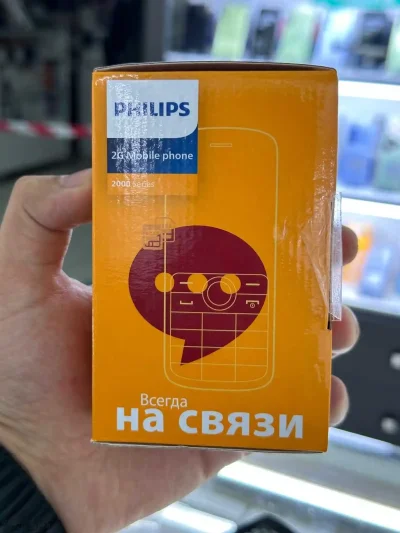 PHILIPS
2G Mobile phone
2000 series
Всегда
на связи